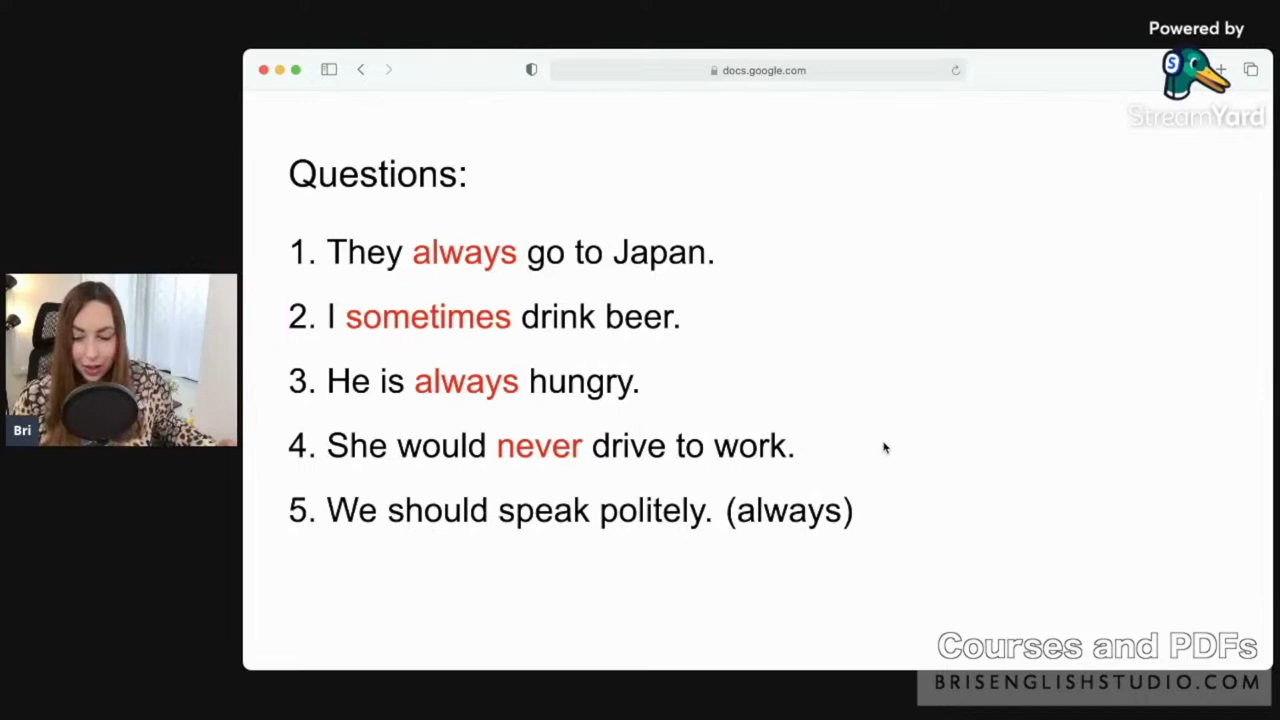 Powered by
S
StreamYard
docs.google.com
Questions:
1. They always go to Japan.
2. I sometimes drink beer.
3. He is always hungry.
4. She would never drive to work.
5. We should speak politely. (always)
Bri
Courses and PDFs
BRISENGLISHSTUDIO.COM